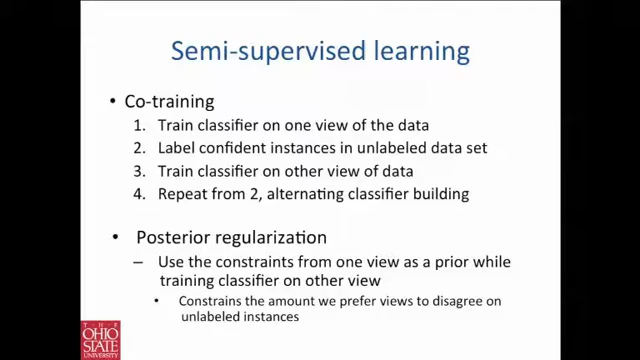 Semi-supervised learning
• Co-training
1. Train classifier on one view of the data
2. Label confident instances in unlabeled data set
3. Train classifier on other view of data
4. Repeat from 2, alternating classifier building
• Posterior regularization
– Use the constraints from one view as a prior while
training classifier on other view
• Constrains the amount we prefer views to disagree on
unlabeled instances
THE
OHIO
STATE
UNIVERSITY